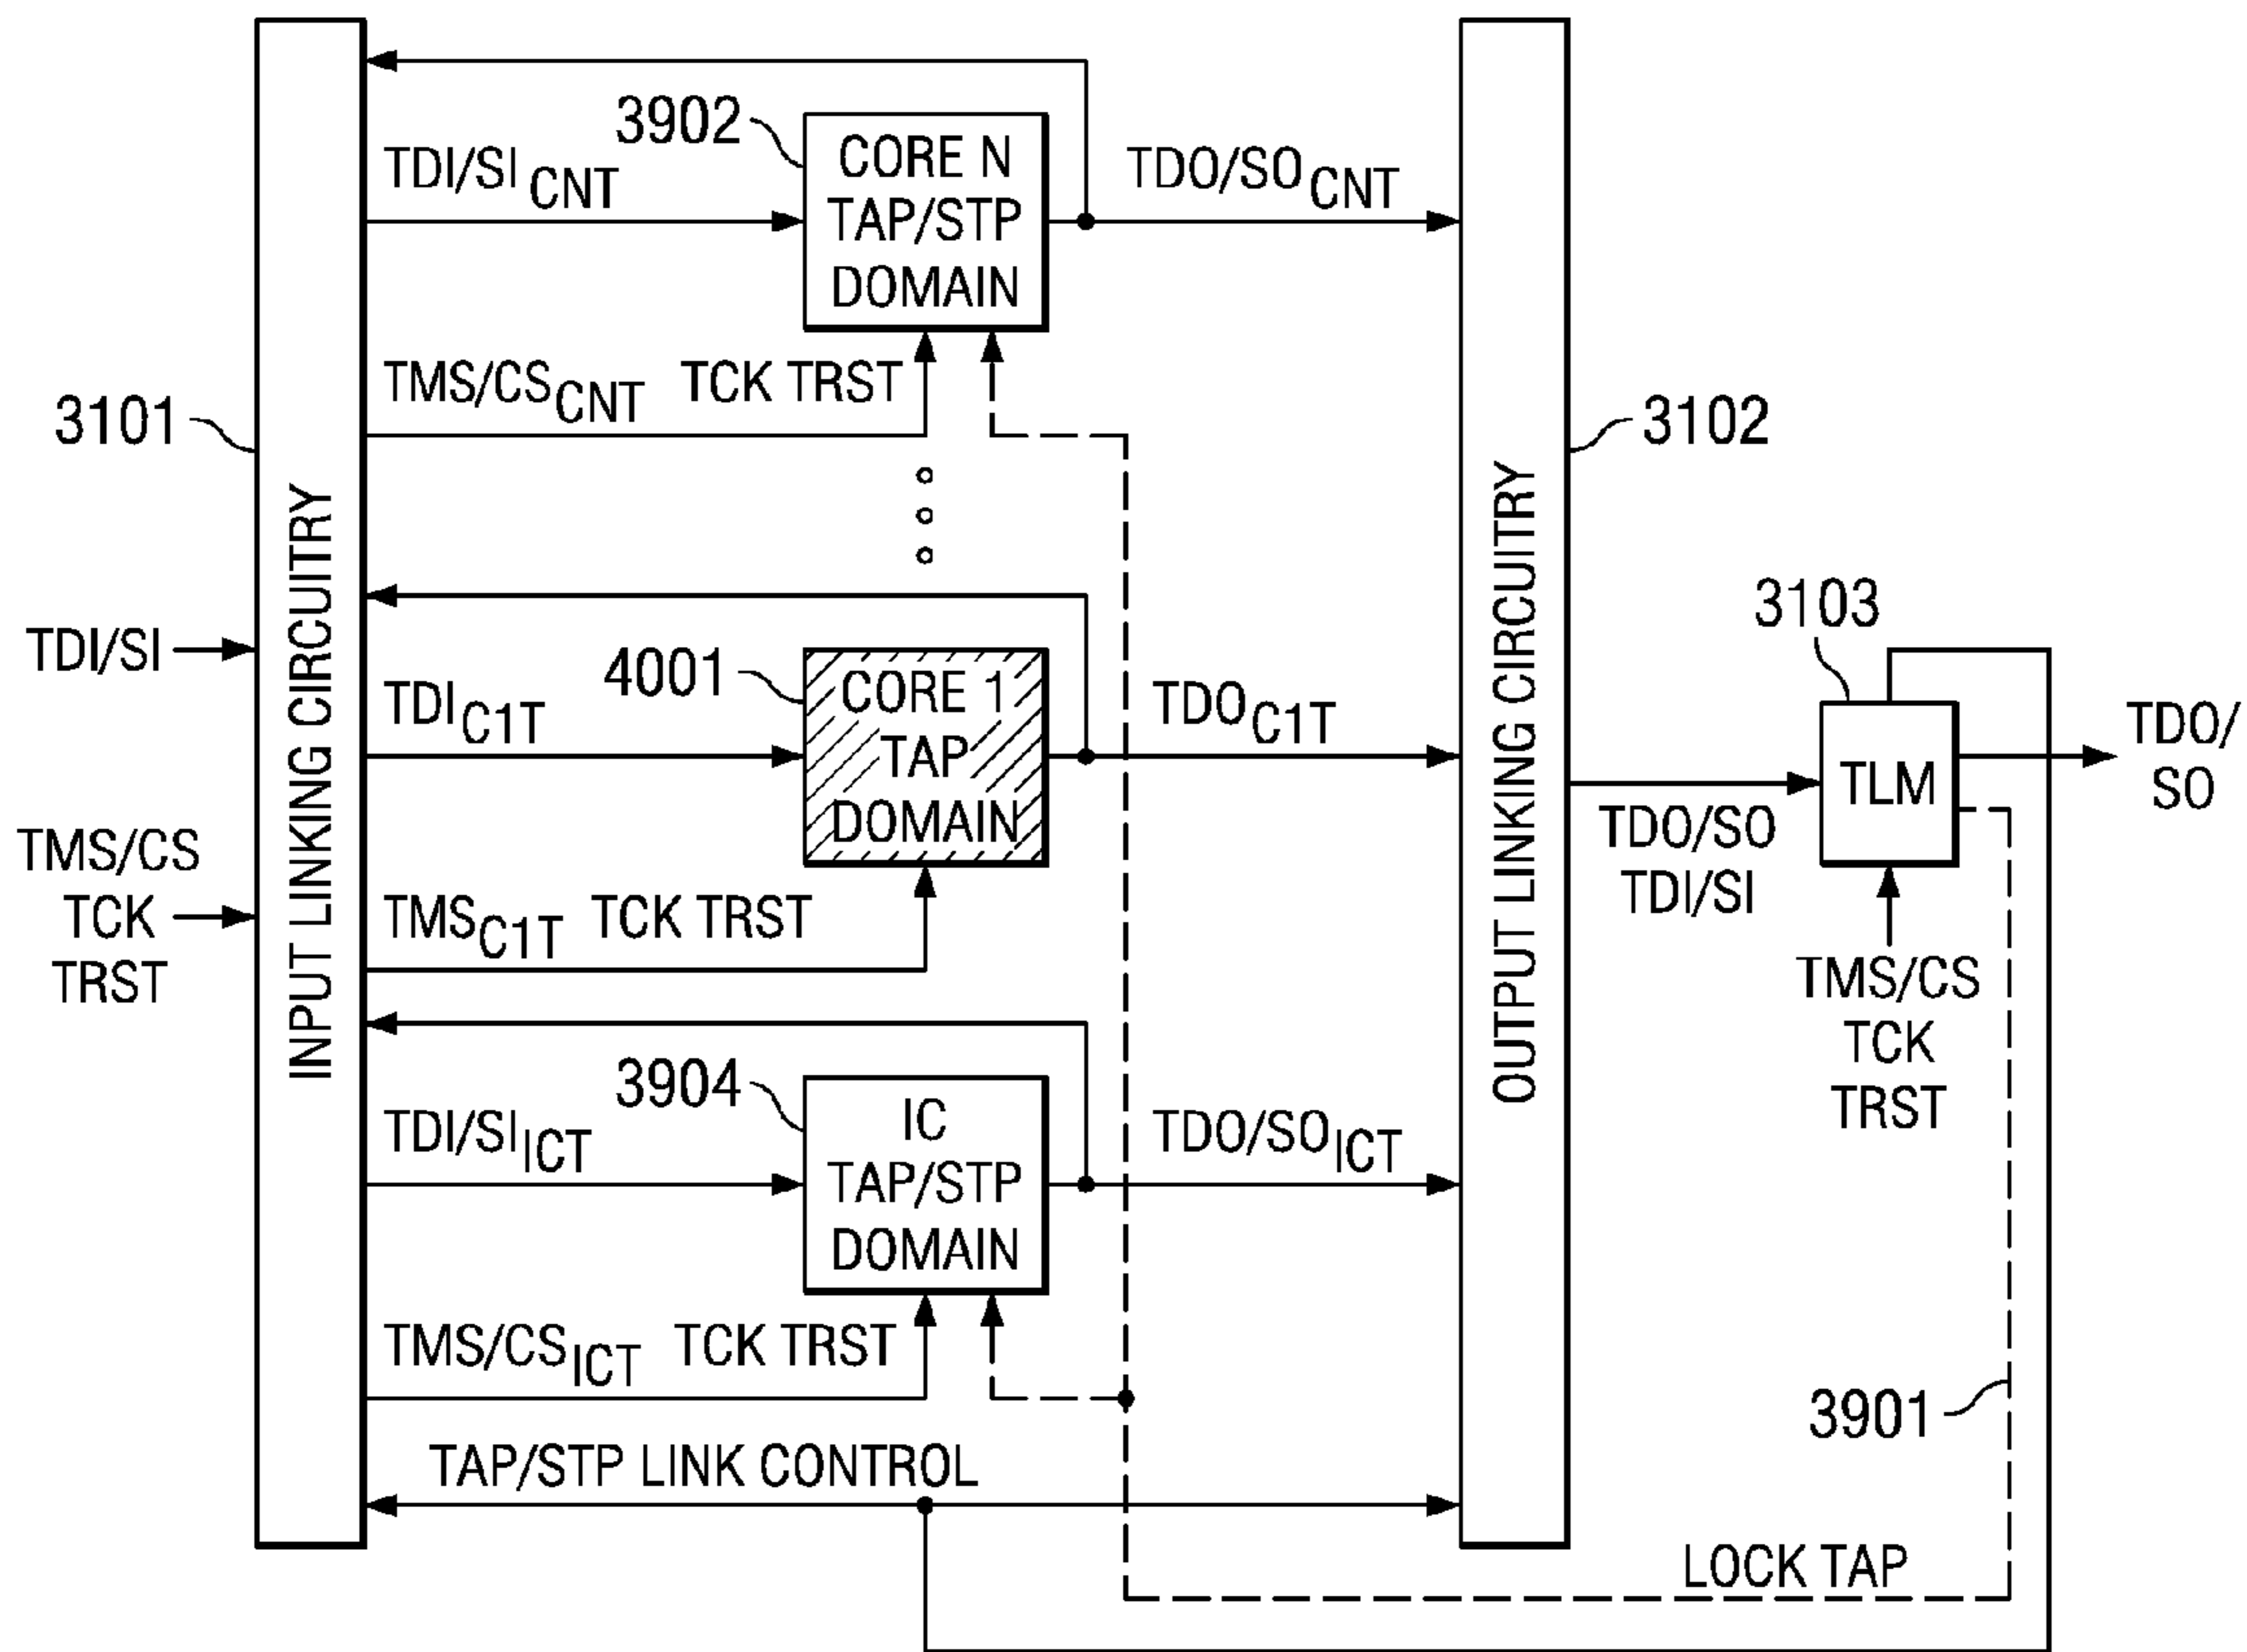 3902
CORE N
TAP/STP
DOMAIN
TDI/SI CNT
TDO/SO CNT
TMS/CS CNT TCK TRST
3101
3102
INPUT LINKING CIRCUITRY
OUTPUT LINKING CIRCUITRY
TDI/SI
4001
CORE 1
TAP
DOMAIN
TDI C1T
TDO C1T
3103
TLM
TDO/
SO
TDO/SO
TDI/SI
TMS/CS
TCK
TRST
TMS C1T TCK TRST
TMS/CS
TCK
TRST
3904
IC
TAP/STP
DOMAIN
TDI/SI ICT
TDO/SO ICT
TMS/CS ICT TCK TRST
3901
TAP/STP LINK CONTROL
LOCK TAP